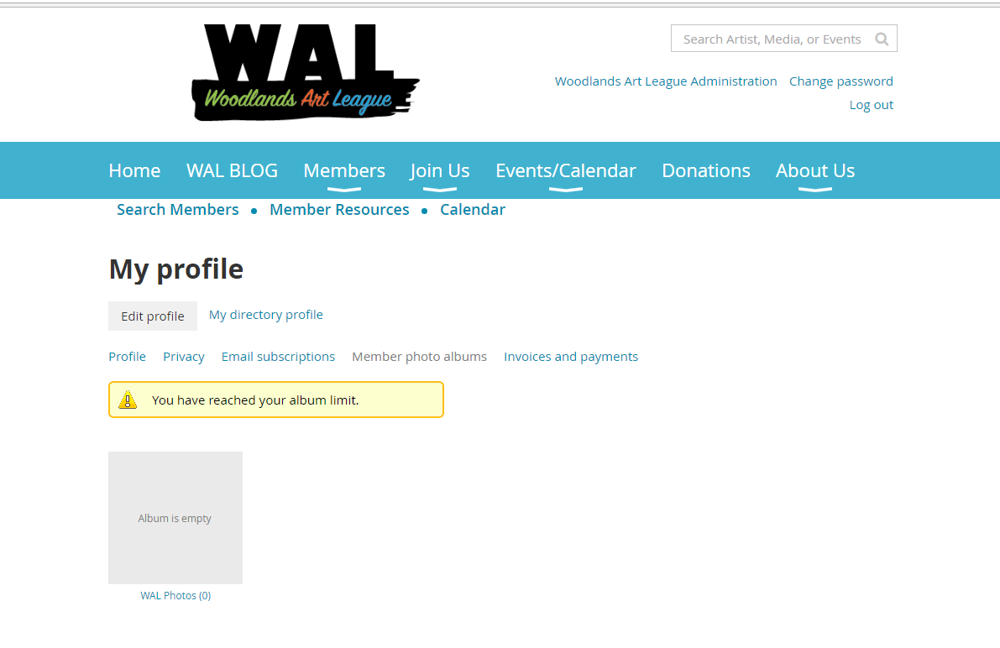 WAL
Woodlands Art League
Search Artist, Media, or Events
Woodlands Art League Administration Change password
Log out
Home WAL BLOG Members Join Us Events/Calendar Donations About Us
Search Members • Member Resources • Calendar
My profile
Edit profile My directory profile
Profile Privacy Email subscriptions Member photo albums Invoices and payments
You have reached your album limit.
Album is empty
WAL Photos (0)